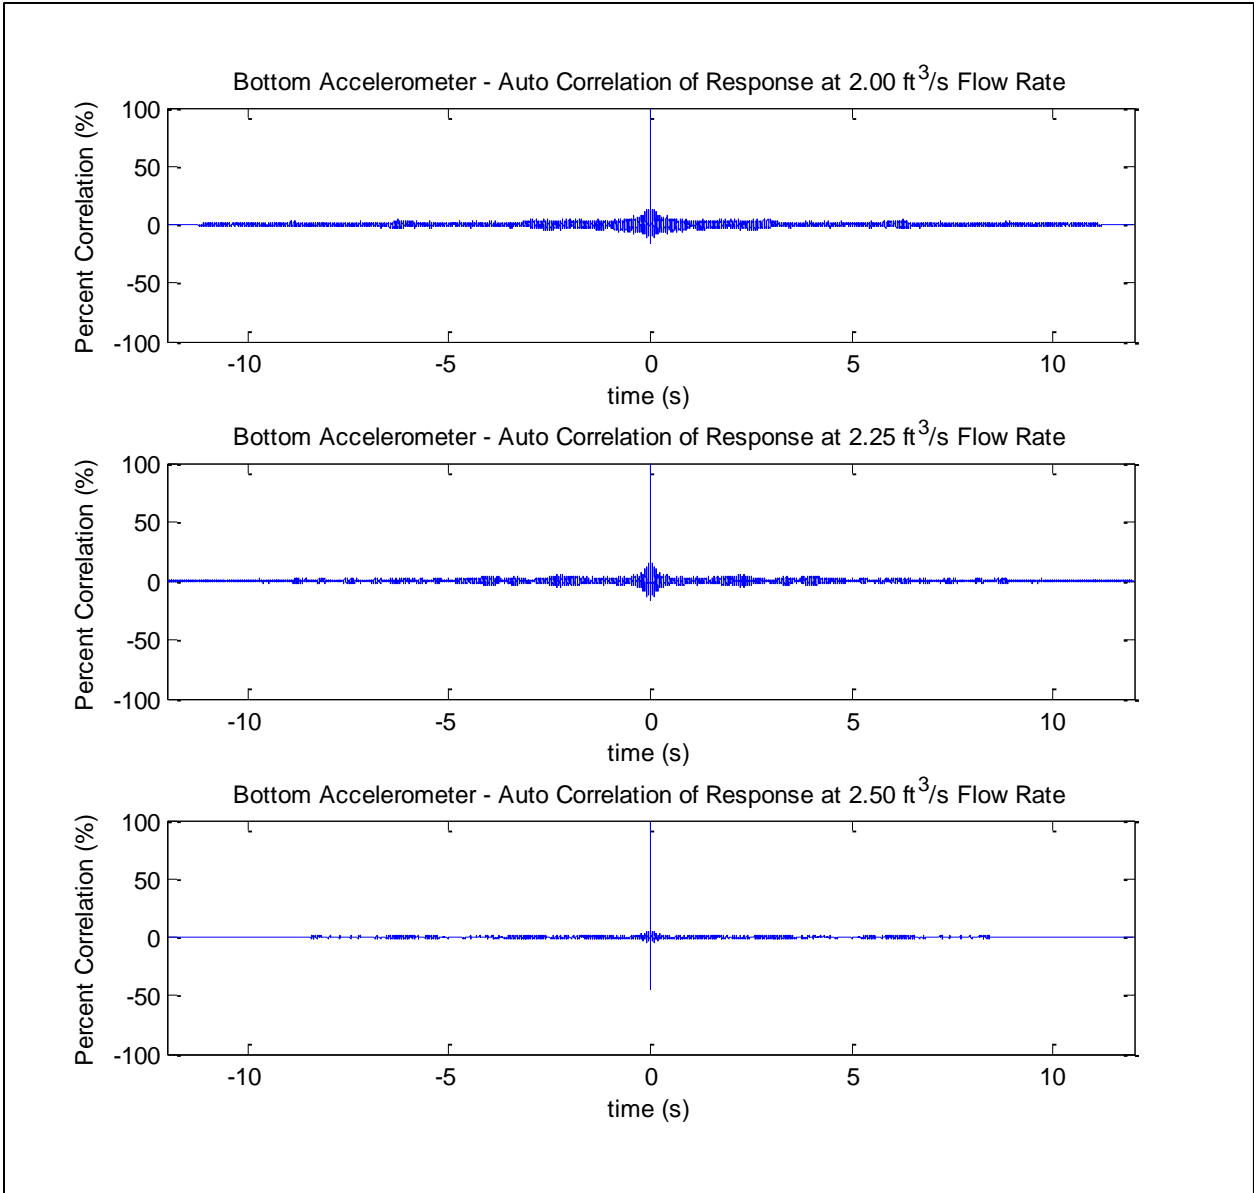 Bottom Accelerometer - Auto Correlation of Response at 2.00 ft³/s Flow Rate
Percent Correlation (%)
100
50
0
-50
-100
-10 -5 0 5 10
time (s)
Bottom Accelerometer - Auto Correlation of Response at 2.25 ft³/s Flow Rate
Percent Correlation (%)
100
50
0
-50
-100
-10 -5 0 5 10
time (s)
Bottom Accelerometer - Auto Correlation of Response at 2.50 ft³/s Flow Rate
Percent Correlation (%)
100
50
0
-50
-100
-10 -5 0 5 10
time (s)